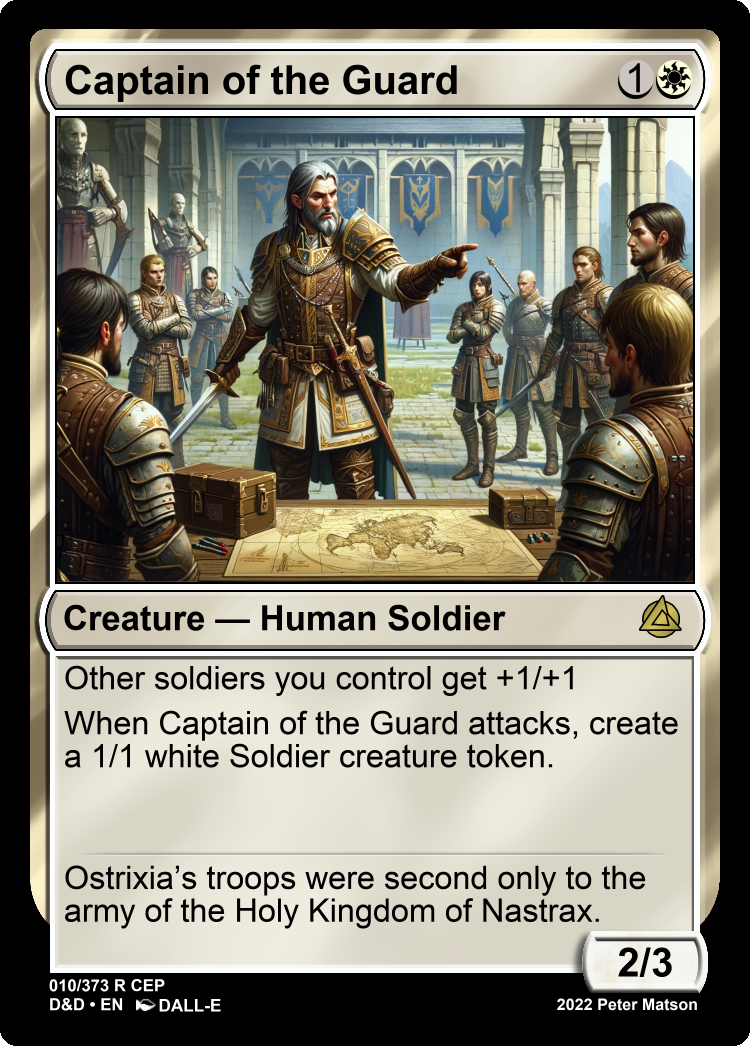 Captain of the Guard 1
Creature — Human Soldier
Other soldiers you control get +1/+1
When Captain of the Guard attacks, create
a 1/1 white Soldier creature token.
Ostrixia’s troops were second only to the
army of the Holy Kingdom of Nastrax.
2/3
010/373 R CEP
D&D • EN DALL-E
2022 Peter Matson